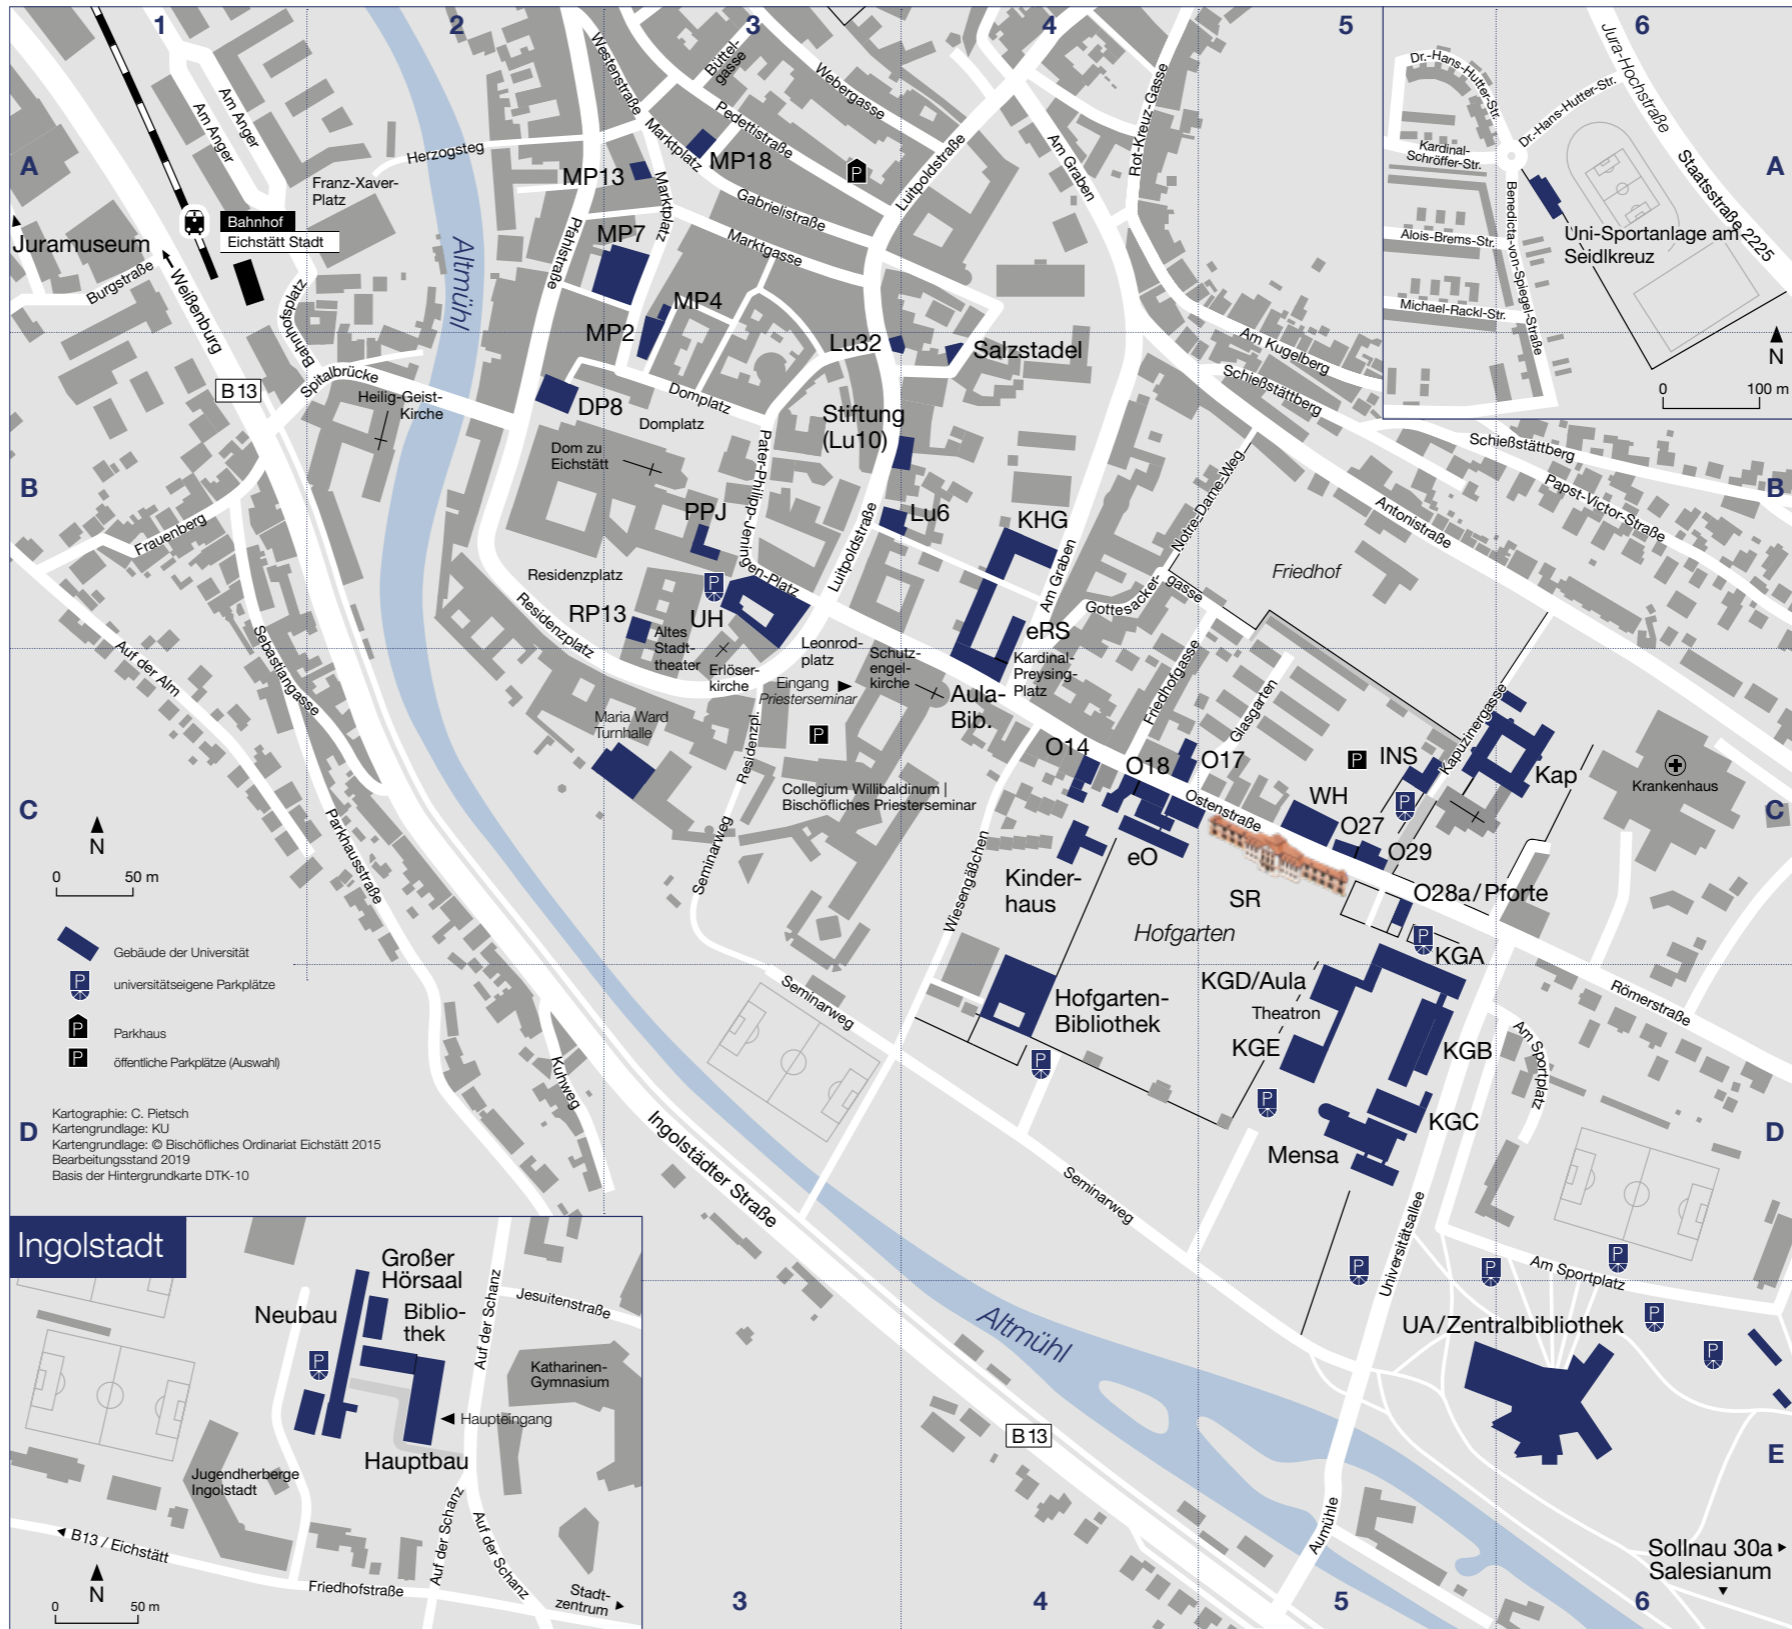 1
2
3
4
5
6
A
B
C
D
E
A
B
C
D
3
4
5
6
Am Anger
Am Anger
Herzogsteg
Franz-Xaver-
Platz
Bahnhof
Eichstätt Stadt
Juramuseum
Burgstraße
Weißenburg
Bahnhofsplatz
B 13
Spitalbrücke
Heilig-Geist-
Kirche
Altmühl
Westenstraße
Büttel-
gasse
Webergasse
Pedettistraße
Marktplatz
MP18
MP13
Marktplatz
P
Gabrielistraße
Luitpoldstraße
Am Graben
Rot-Kreuz-Gasse
Pfahlstraße
MP7
Marktgasse
MP4
MP2
Lu32
Salzstadel
DP8
Domplatz
Domplatz
Dom zu
Eichstätt
Pater-Philipp-Jeningen-Platz
Stiftung
(Lu10)
Lu6
Luitpoldstraße
KHG
Am Graben
PPJ
P
UH
Residenzplatz
Residenzplatz
RP13
Altes
Stadt-
theater
Erlöser-
kirche
Leonrod-
platz
Eingang
Priesterseminar
Schutz-
engel-
kirche
eRS
Kardinal-
Preysing-
Platz
Aula-
Bib.
Am Kugelberg
Schießstättberg
Schießstättberg
Papst-Victor-Straße
Antonistraße
Notre-Dame-Weg
Gottesacker-
gasse
Friedhof
Friedhofgasse
Glasgarten
Kapuzinergasse
Frauenberg
Auf der Alm
Sebastiangasse
Parkhausstraße
Kuhweg
Maria Ward
Turnhalle
Residenzpl.
P
Collegium Willibaldinum |
Bischöfliches Priesterseminar
Seminarweg
Wiesengäßchen
O14
O18
O17
Ostenstraße
P
INS
P
Kap
Krankenhaus
WH
O27
O29
eO
Kinder-
haus
SR
O28a/Pforte
P
Hofgarten
KGA
KGD/Aula
Theatron
KGE
KGB
KGC
Mensa
P
Hofgarten-
Bibliothek
P
Römerstraße
Am Sportplatz
Am Sportplatz
Seminarweg
Seminarweg
Ingolstädter Straße
Universitätsallee
P
P
P
P
P
UA/Zentralbibliothek
Altmühl
B 13
Aumühle
Sollnau 30a
Salesianum
N
0 50 m
Gebäude der Universität
P
universitätseigene Parkplätze
P
Parkhaus
P
öffentliche Parkplätze (Auswahl)
Kartographie: C. Pietsch
Kartengrundlage: KU
Kartengrundlage: © Bischöfliches Ordinariat Eichstätt 2015
Bearbeitungsstand 2019
Basis der Hintergrundkarte DTK-10
Dr.-Hans-Hutter-Str.
Dr.-Hans-Hutter-Str.
Jura-Hochstraße
Staatsstraße 2225
Kardinal-
Schröffer-Str.
Benedicta-von-Spiegel-Straße
Alois-Brems-Str.
Michael-Rackl-Str.
Uni-Sportanlage am
Seidlkreuz
N
0 100 m
Ingolstadt
Großer
Hörsaal
Neubau
Biblio-
thek
P
Auf der Schanz
Jesuitenstraße
Katharinen-
Gymnasium
Haupteingang
Hauptbau
Jugendherberge
Ingolstadt
Auf der Schanz
Auf der Schanz
B13 / Eichstätt
Friedhofstraße
Stadt-
zentrum
N
0 50 m